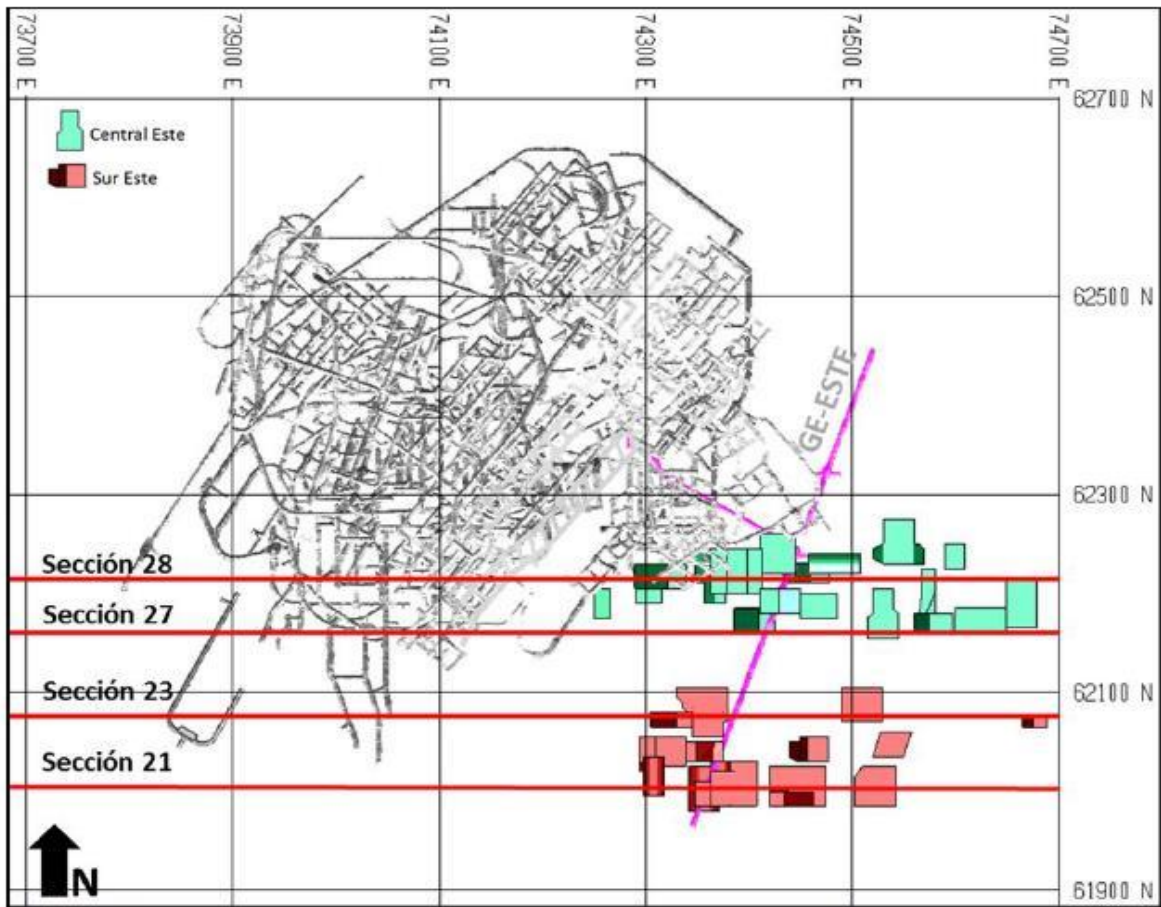 73700 E
73900 E
74100 E
74300 E
74500 E
74700 E
62700 N
Central Este
Sur Este
62500 N
GE-ESTE
62300 N
Sección 28
Sección 27
62100 N
Sección 23
Sección 21
61900 N
N